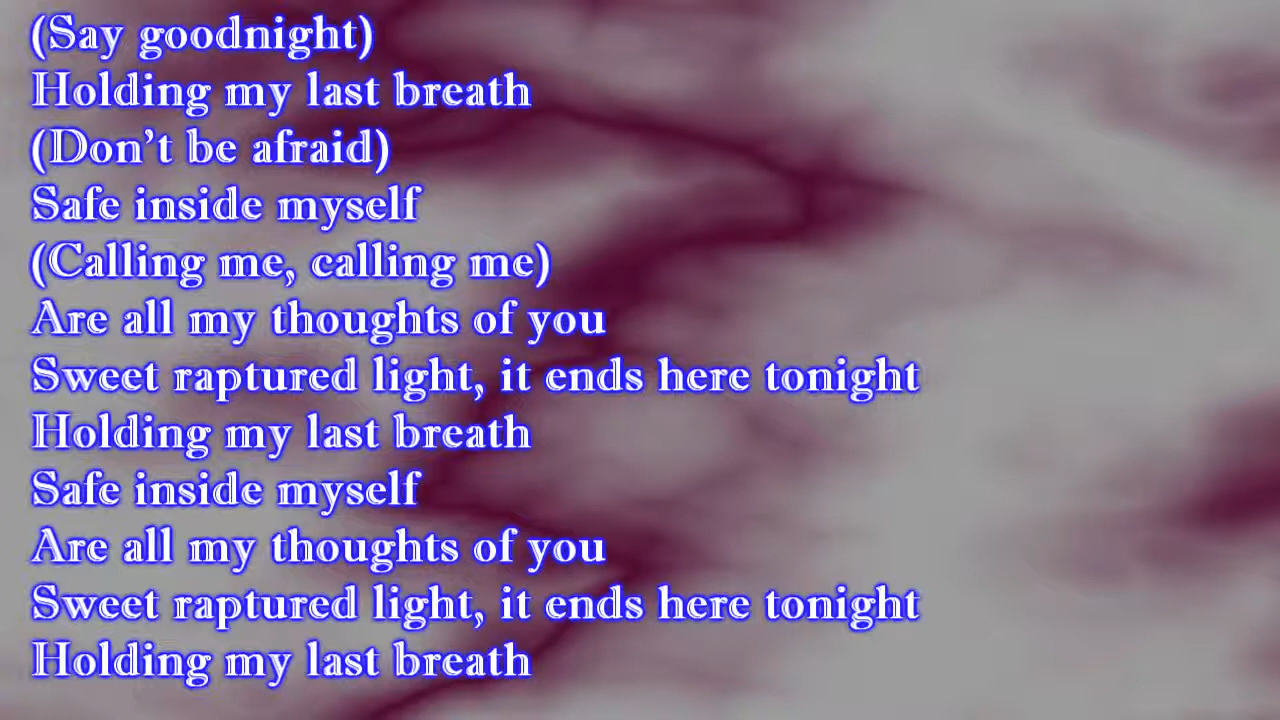 (Say goodnight)
Holding my last breath
(Don't be afraid)
Safe inside myself
(Calling me, calling me)
Are all my thoughts of you
Sweet raptured light, it ends here tonight
Holding my last breath
Safe inside myself
Are all my thoughts of you
Sweet raptured light, it ends here tonight
Holding my last breath